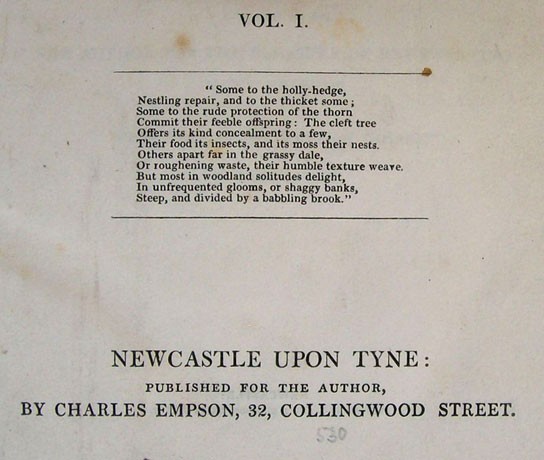 VOL. I.
“ Some to the holly-hedge,
Nestling repair, and to the thicket some ;
Some to the rude protection of the thorn
Commit their feeble offspring : The cleft tree
Offers its kind concealment to a few,
Their food its insects, and its moss their nests.
Others apart far in the grassy dale,
Or roughening waste, their humble texture weave.
But most in woodland solitudes delight,
In unfrequented glooms, or shaggy banks,
Steep, and divided by a babbling brook.”
NEWCASTLE UPON TYNE :
PUBLISHED FOR THE AUTHOR,
BY CHARLES EMPSON, 32, COLLINGWOOD STREET.
530